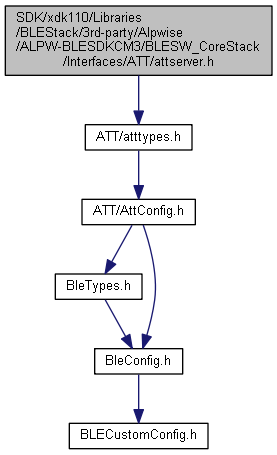 SDK/xdk110/Libraries
/BLEStack/3rd-party/Alpwise
/ALPW-BLESDKCM3/BLESW_CoreStack
/Interfaces/ATT/attserver.h
ATT/atttypes.h
ATT/AttConfig.h
BleTypes.h
BleConfig.h
BLECustomConfig.h